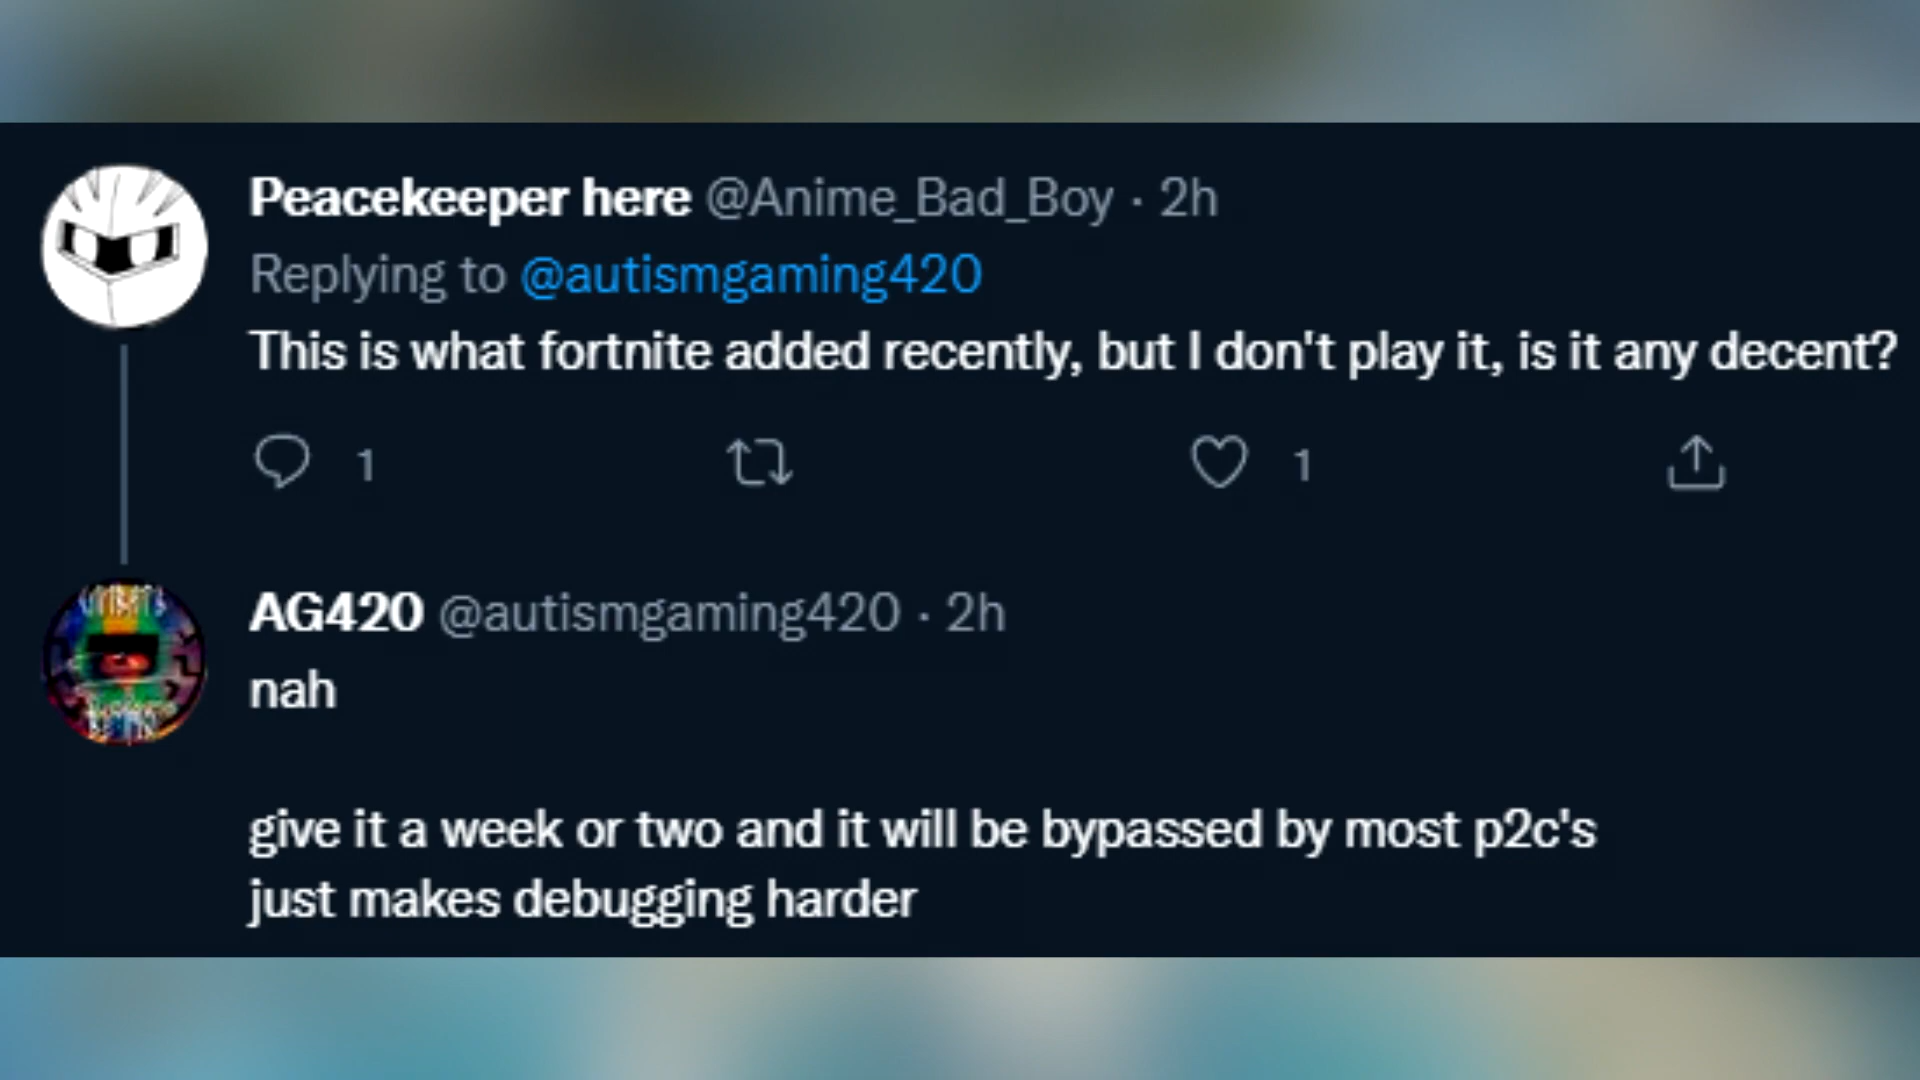 Peacekeeper here @Anime_Bad_Boy · 2h
Replying to @autismgaming420
This is what fortnite added recently, but I don't play it, is it any decent?
1 1
AG420 @autismgaming420 · 2h
nah
give it a week or two and it will be bypassed by most p2c's
just makes debugging harder